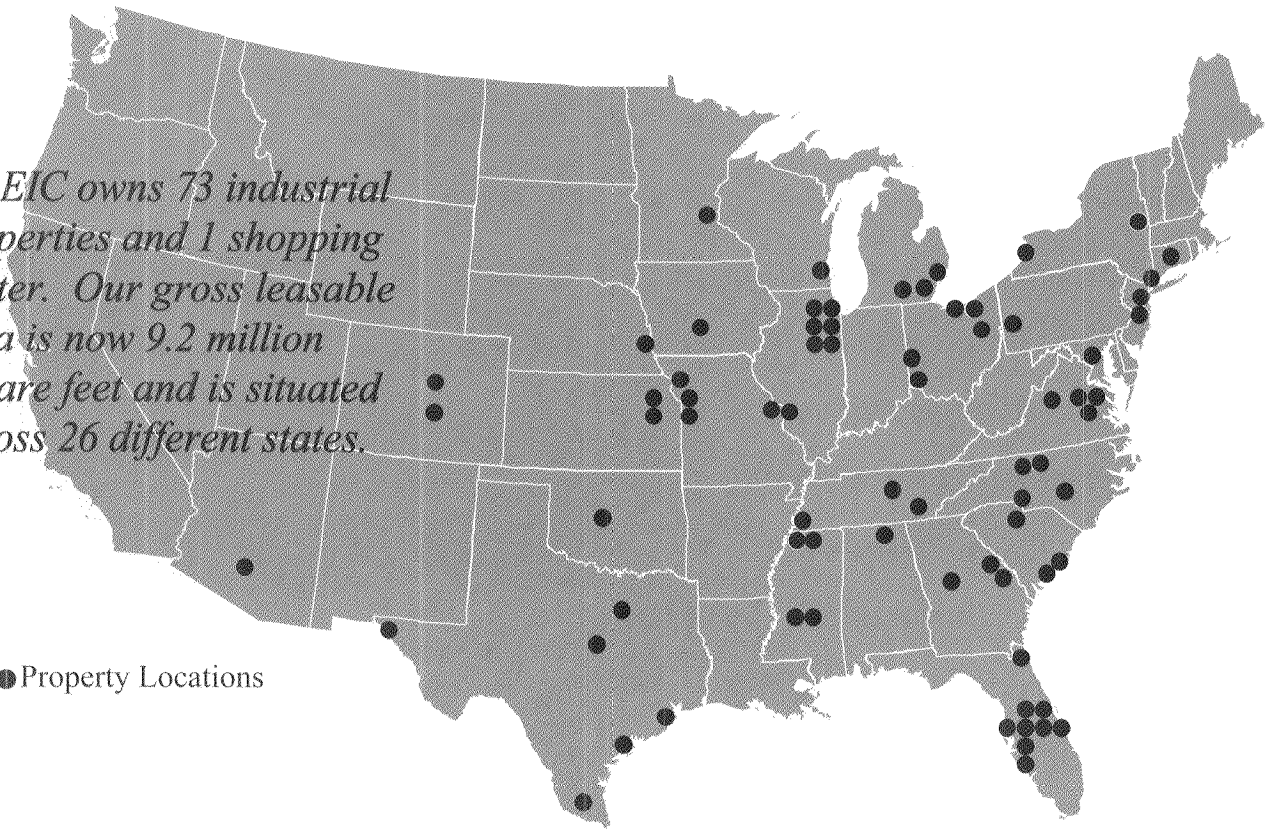 EIC owns 73 industrial
perties and 1 shopping
ter. Our gross leasable
a is now 9.2 million
are feet and is situated
oss 26 different states.
Property Locations